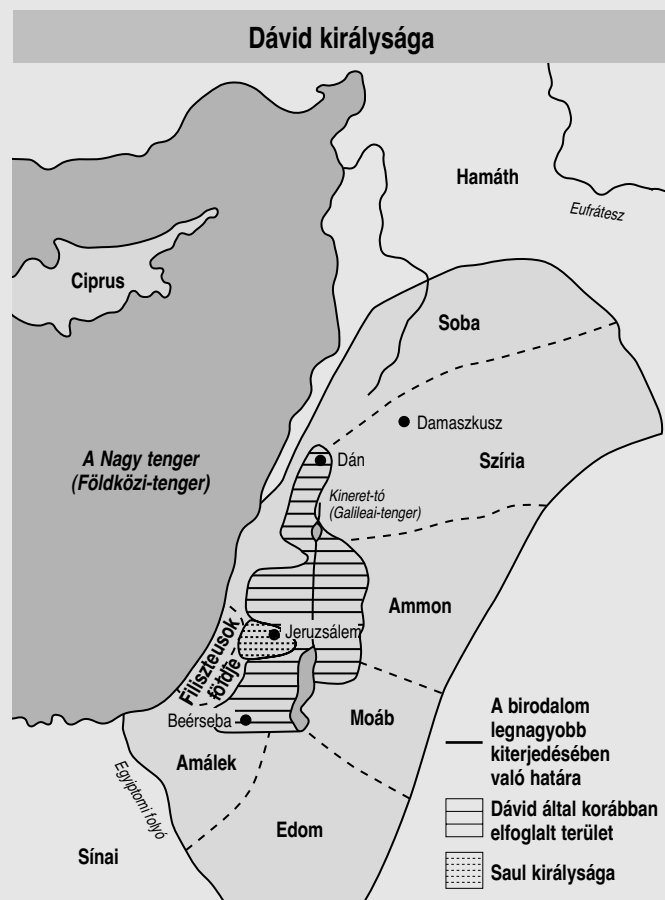 Dávid királysága
Hamáth
Eufrátesz
Ciprus
Soba
Damaszkusz
A Nagy tenger
(Földközi-tenger)
Dán
Szíria
Kineret-tó
(Galileai-tenger)
Ammon
Jeruzsálem
Filiszteusok
földje
Beérseba
Moáb
Amálek
Egyiptomi folyó
Edom
Sínai
A birodalom
legnagyobb
kiterjedésében
való határa
Dávid által korábban
elfoglalt terület
Saul királysága